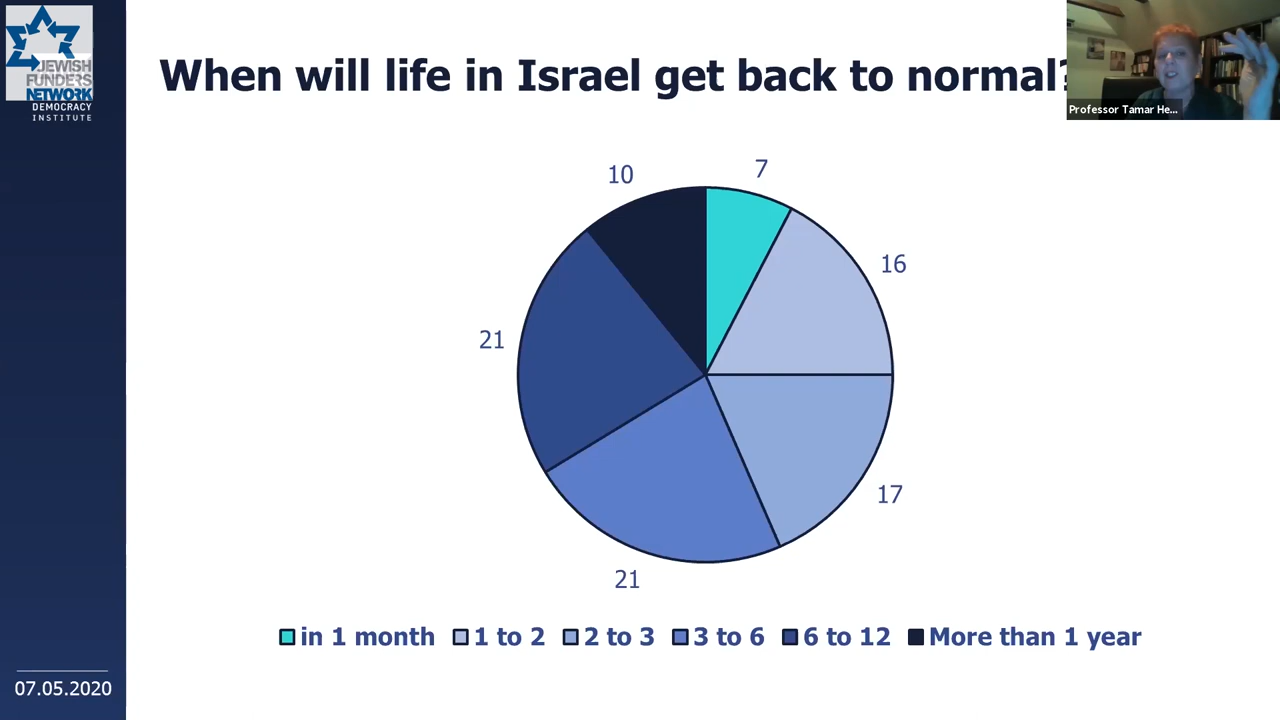 JEWISH
FUNDERS
NETWORK
DEMOCRACY
INSTITUTE
When will life in Israel get back to normal?
Professor Tamar He...
10
7
16
21
17
21
in 1 month 1 to 2 2 to 3 3 to 6 6 to 12 More than 1 year
07.05.2020